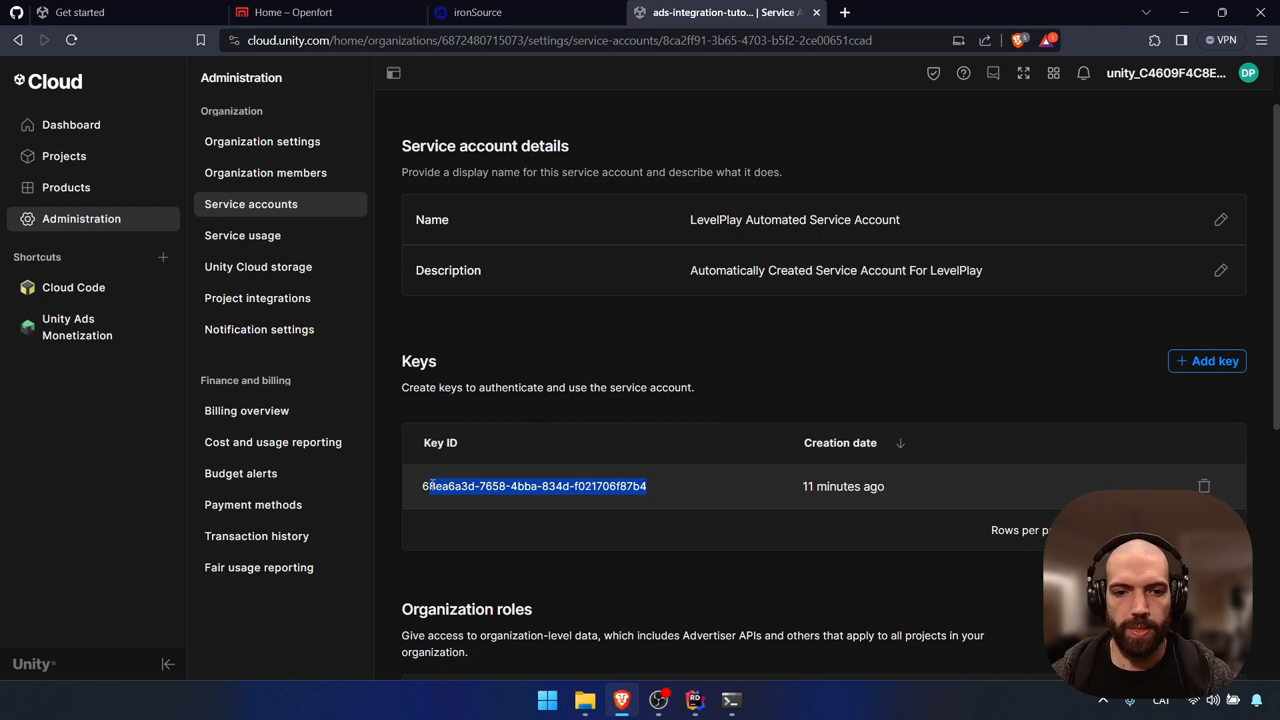 Get started
Home – Openfort
ironSource
ads-integration-tuto... | Service A
cloud.unity.com/home/organizations/6872480715073/settings/service-accounts/8ca2ff91-3b65-4703-b5f2-2ce00651ccad
5
1
VPN
Cloud
Dashboard
Projects
Products
Administration
Shortcuts
Cloud Code
Unity Ads
Monetization
Unity
Administration
Organization
Organization settings
Organization members
Service accounts
Service usage
Unity Cloud storage
Project integrations
Notification settings
Finance and billing
Billing overview
Cost and usage reporting
Budget alerts
Payment methods
Transaction history
Fair usage reporting
unity_C4609F4C8E...
DP
Service account details
Provide a display name for this service account and describe what it does.
Name
LevelPlay Automated Service Account
Description
Automatically Created Service Account For LevelPlay
Keys
Add key
Create keys to authenticate and use the service account.
Key ID
Creation date
64ea6a3d-7658-4bba-834d-f021706f87b4
11 minutes ago
Rows per
Organization roles
Give access to organization-level data, which includes Advertiser APIs and others that apply to all projects in your
organization.
RD
CAT